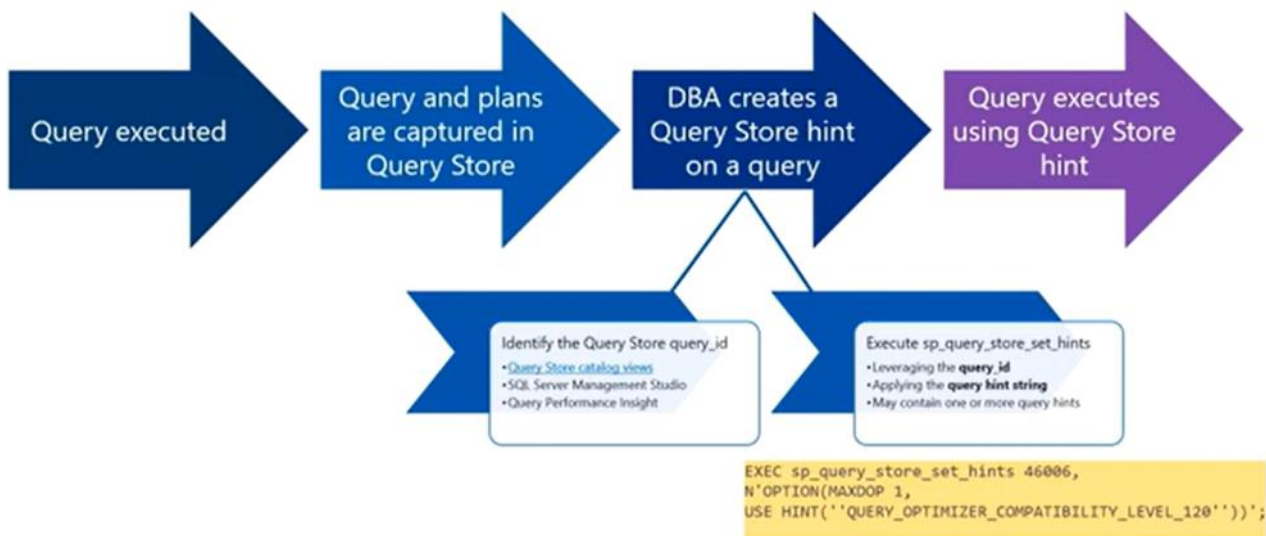 Query executed
Query and plans
are captured in
Query Store
DBA creates a
Query Store hint
on a query
Query executes
using Query Store
hint
Identify the Query Store query_id
•Query Store catalog views
•SQL Server Management Studio
•Query Performance Insight
Execute sp_query_store_set_hints
•Leveraging the query_id
•Applying the query hint string
•May contain one or more query hints
EXEC sp_query_store_set_hints 46006,
N'OPTION(MAXDOP 1,
USE HINT(''QUERY_OPTIMIZER_COMPATIBILITY_LEVEL_120''))';